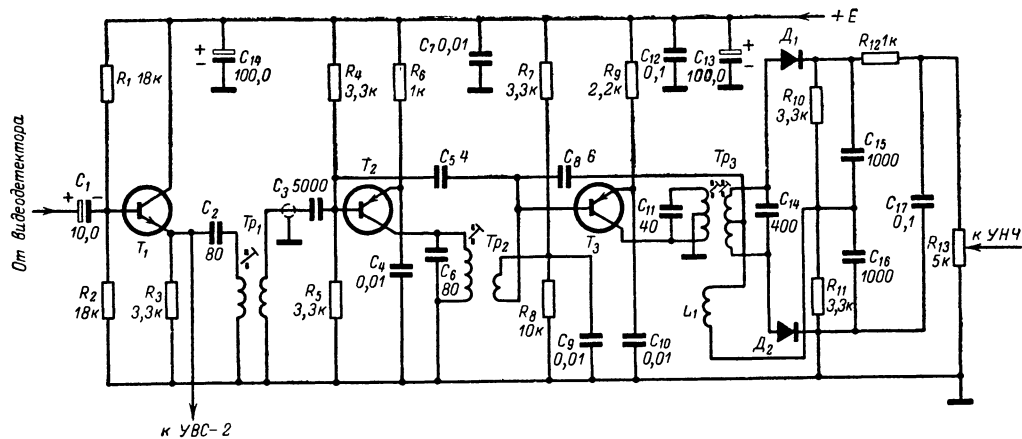 + E
R1 18к
+
−
C14
100,0
R4
3,3к
R6
1к
C7 0,01
R7
3,3к
R9
2,2к
C12
0,1
C13
100,0
+
−
Д1
R12 1к
R10
3,3к
От видеодетектора
C1
+
−
10,0
T1
C2
80
Тр1
C3 5000
T2
C5 4
C8 6
Тр3
C15
1000
C14
400
C17
0,1
R13
5к
к УНЧ
R2
18к
R3
3,3к
R5
3,3к
C4
0,01
C6
80
Тр2
R8
10к
C9
0,01
C10
0,01
T3
C11
40
L1
Д2
R11
3,3к
C16
1000
к УВС-2